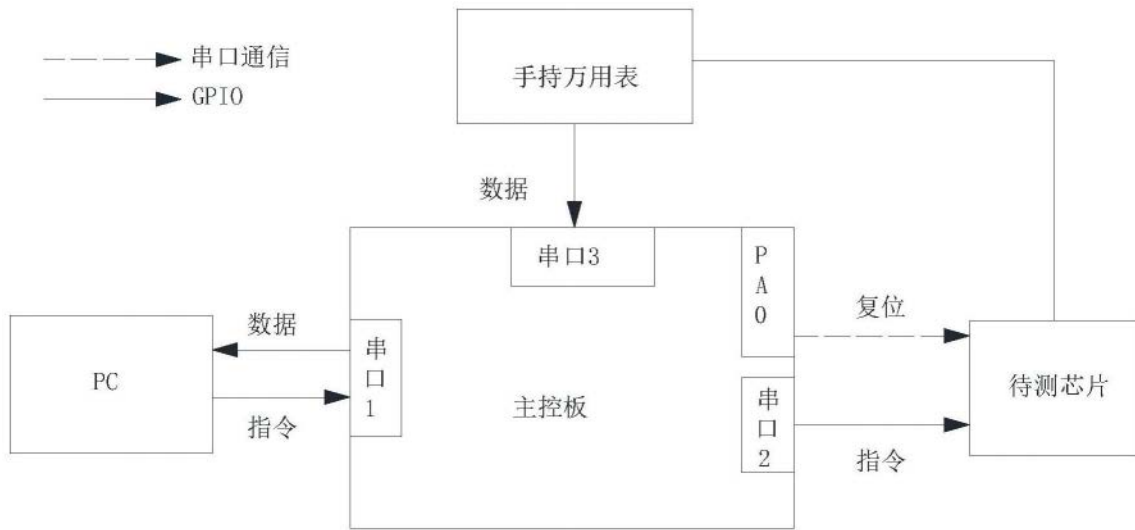 串口通信
GPIO
手持万用表
数据
串口3
PA0
复位
数据
串口1
PC
主控板
待测芯片
指令
串口2
指令